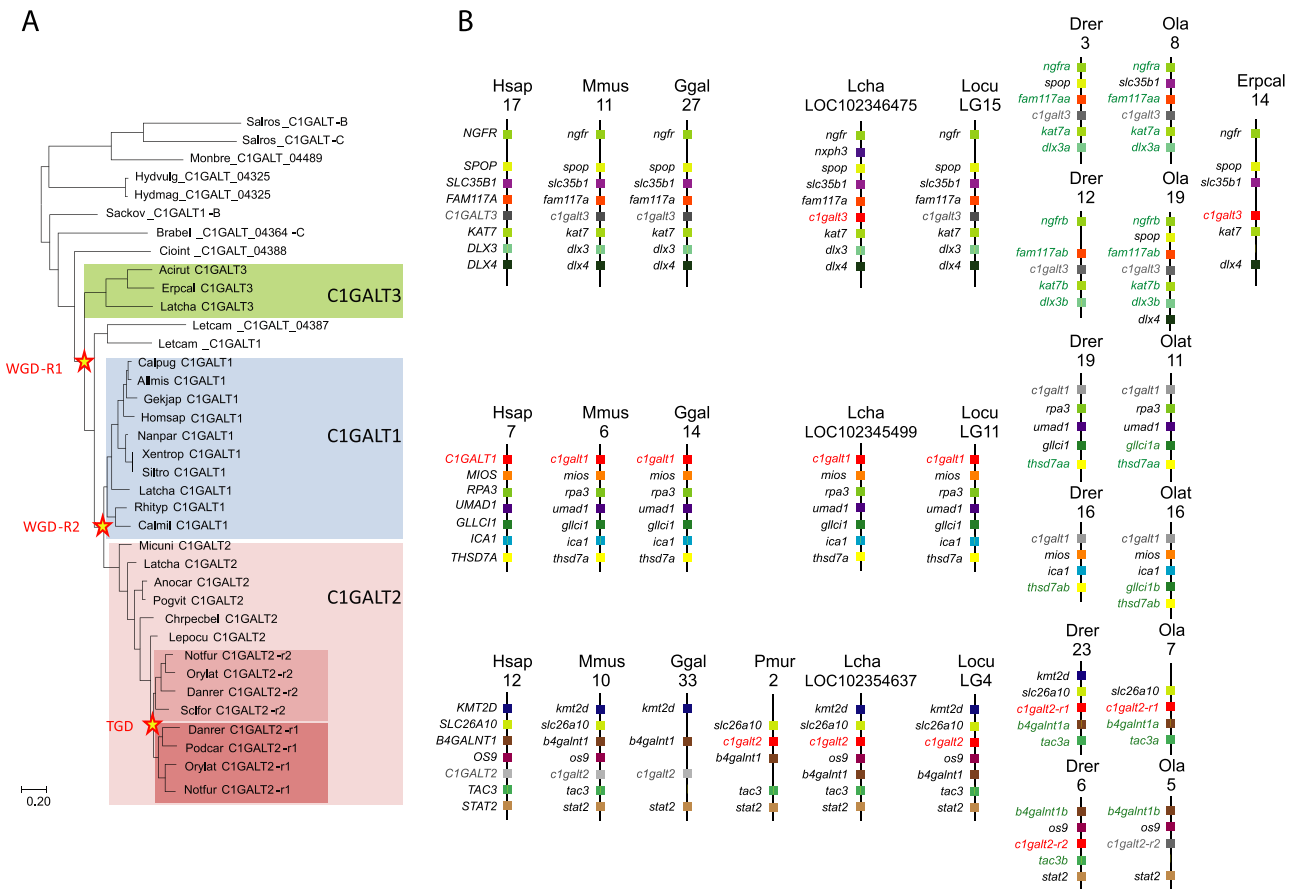 A
Salros _C1GALT-B
Salros_C1GALT-C
Monbre_C1GALT_04489
Hydvulg_C1GALT_04325
Hydmag_C1GALT_04325
Sackov_C1GALT1-B
Brabel _C1GALT_04364-C
Cioint_C1GALT_04388
Acirut C1GALT3
Erpcal C1GALT3
Latcha C1GALT3
C1GALT3
Letcam _C1GALT_04387
Letcam _C1GALT1
WGD-R1
Calpug C1GALT1
Allmis C1GALT1
Gekjap C1GALT1
Homsap C1GALT1
Nanpar C1GALT1
Xentrop C1GALT1
Siltro C1GALT1
Latcha C1GALT1
Rhityp C1GALT1
Calmil C1GALT1
C1GALT1
WGD-R2
Micuni C1GALT2
Latcha C1GALT2
Anocar C1GALT2
Pogvit C1GALT2
Chrpecbel C1GALT2
Lepocu C1GALT2
C1GALT2
Notfur C1GALT2-r2
Orylat C1GALT2-r2
Danrer C1GALT2-r2
Sclfor C1GALT2-r2
TGD
Danrer C1GALT2-r1
Podcar C1GALT2-r1
Orylat C1GALT2-r1
Notfur C1GALT2-r1
0.20
B
Hsap
17
NGFR
SPOP
SLC35B1
FAM117A
C1GALT3
KAT7
DLX3
DLX4
Mmus
11
ngfr
spop
slc35b1
fam117a
c1galt3
kat7
dlx3
dlx4
Ggal
27
ngfr
spop
slc35b1
fam117a
c1galt3
kat7
dlx3
dlx4
Lcha
LOC102346475
ngfr
nxph3
spop
slc35b1
fam117a
c1galt3
kat7
dlx3
dlx4
Locu
LG15
ngfr
spop
slc35b1
fam117a
c1galt3
kat7
dlx3
dlx4
Drer
3
ngfra
spop
fam117aa
c1galt3
kat7a
dlx3a
Ola
8
ngfra
slc35b1
fam117aa
c1galt3
kat7a
dlx3a
Drer
12
ngfrb
fam117ab
c1galt3
kat7b
dlx3b
Ola
19
ngfrb
spop
fam117ab
c1galt3
kat7b
dlx3b
dlx4
Erpcal
14
ngfr
spop
slc35b1
c1galt3
kat7
dlx4
Hsap
7
C1GALT1
MIOS
RPA3
UMAD1
GLLCI1
ICA1
THSD7A
Mmus
6
c1galt1
mios
rpa3
umad1
gllci1
ica1
thsd7a
Ggal
14
c1galt1
mios
rpa3
umad1
gllci1
ica1
thsd7a
Lcha
LOC102345499
c1galt1
mios
rpa3
umad1
gllci1
ica1
thsd7a
Locu
LG11
c1galt1
mios
rpa3
umad1
gllci1
ica1
thsd7a
Drer
19
c1galt1
rpa3
umad1
gllci1
thsd7aa
Olat
11
c1galt1
rpa3
umad1
gllci1a
thsd7aa
Drer
16
c1galt1
mios
ica1
thsd7ab
Olat
16
c1galt1
mios
ica1
gllci1b
thsd7ab
Hsap
12
KMT2D
SLC26A10
B4GALNT1
OS9
C1GALT2
TAC3
STAT2
Mmus
10
kmt2d
slc26a10
b4galnt1
os9
c1galt2
tac3
stat2
Ggal
33
kmt2d
b4galnt1
c1galt2
stat2
Pmur
2
slc26a10
c1galt2
b4galnt1
tac3
stat2
Lcha
LOC102354637
kmt2d
slc26a10
c1galt2
os9
b4galnt1
tac3
stat2
Locu
LG4
kmt2d
slc26a10
c1galt2
os9
b4galnt1
tac3
stat2
Drer
23
kmt2d
slc26a10
c1galt2-r1
b4galnt1a
tac3a
Ola
7
slc26a10
c1galt2-r1
b4galnt1a
tac3a
Drer
6
b4galnt1b
os9
c1galt2-r2
tac3b
stat2
Ola
5
b4galnt1b
os9
c1galt2-r2
stat2